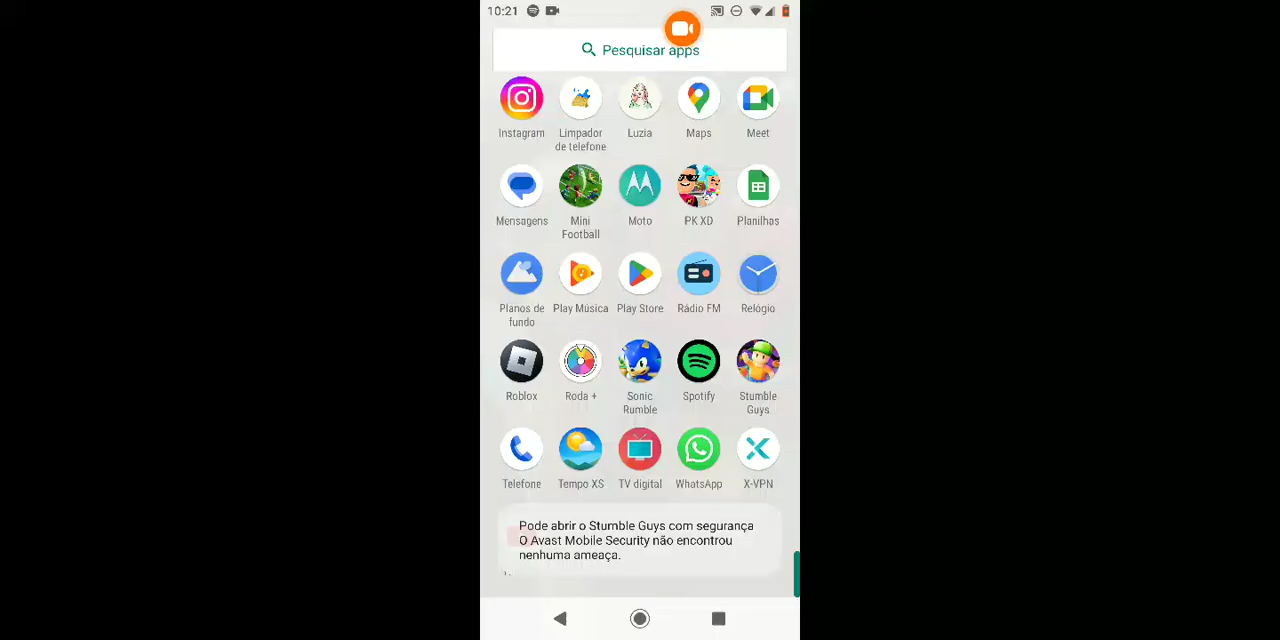 10:21
Pesquisar apps
Instagram
Limpador
de telefone
Luzia
Maps
Meet
Mensagens
Mini
Football
Moto
PK XD
Planilhas
Planos de
fundo
Play Música
Play Store
Rádio FM
Relógio
Roblox
Roda +
Sonic
Rumble
Spotify
Stumble
Guys
Telefone
Tempo XS
TV digital
WhatsApp
X-VPN
Pode abrir o Stumble Guys com segurança
O Avast Mobile Security não encontrou
nenhuma ameaça.